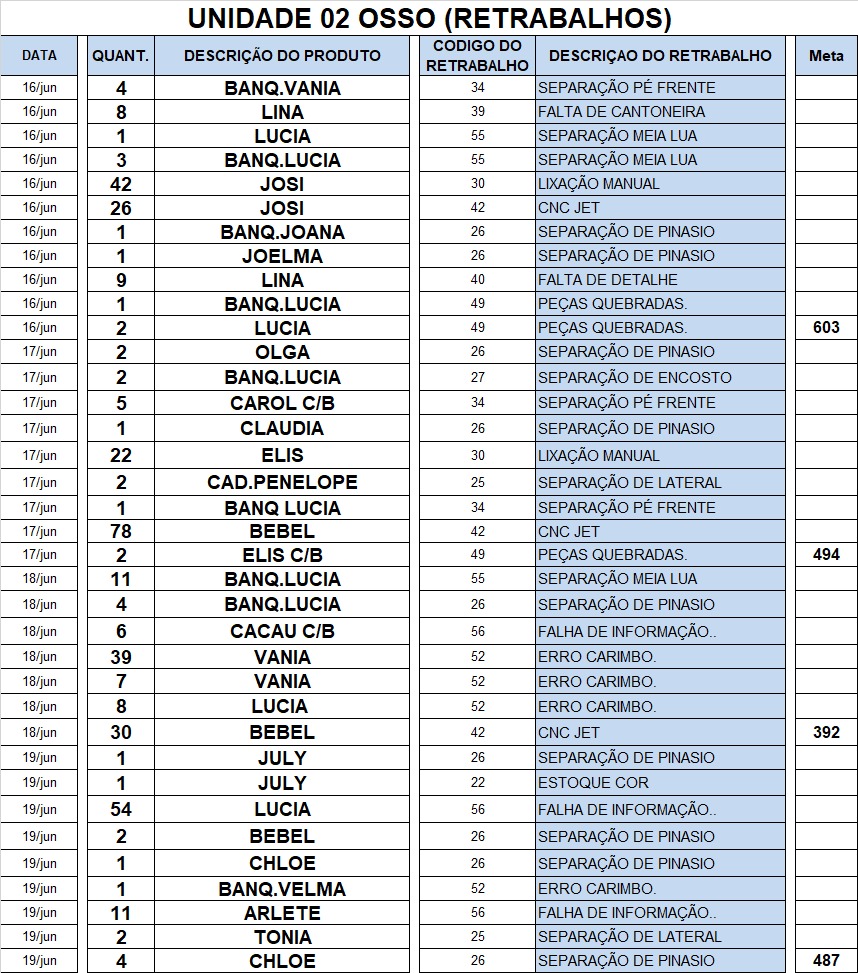 UNIDADE 02 OSSO (RETRABALHOS)
DATA QUANT. DESCRIÇÃO DO PRODUTO CODIGO DO RETRABALHO DESCRIÇAO DO RETRABALHO Meta
16/jun 4 BANQ.VANIA 34 SEPARAÇÃO PÉ FRENTE
16/jun 8 LINA 39 FALTA DE CANTONEIRA
16/jun 1 LUCIA 55 SEPARAÇÃO MEIA LUA
16/jun 3 BANQ.LUCIA 55 SEPARAÇÃO MEIA LUA
16/jun 42 JOSI 30 LIXAÇÃO MANUAL
16/jun 26 JOSI 42 CNC JET
16/jun 1 BANQ.JOANA 26 SEPARAÇÃO DE PINASIO
16/jun 1 JOELMA 26 SEPARAÇÃO DE PINASIO
16/jun 9 LINA 40 FALTA DE DETALHE
16/jun 1 BANQ.LUCIA 49 PEÇAS QUEBRADAS.
16/jun 2 LUCIA 49 PEÇAS QUEBRADAS. 603
17/jun 2 OLGA 26 SEPARAÇÃO DE PINASIO
17/jun 2 BANQ.LUCIA 27 SEPARAÇÃO DE ENCOSTO
17/jun 5 CAROL C/B 34 SEPARAÇÃO PÉ FRENTE
17/jun 1 CLAUDIA 26 SEPARAÇÃO DE PINASIO
17/jun 22 ELIS 30 LIXAÇÃO MANUAL
17/jun 2 CAD.PENELOPE 25 SEPARAÇÃO DE LATERAL
17/jun 1 BANQ LUCIA 34 SEPARAÇÃO PÉ FRENTE
17/jun 78 BEBEL 42 CNC JET
17/jun 2 ELIS C/B 49 PEÇAS QUEBRADAS. 494
18/jun 11 BANQ.LUCIA 55 SEPARAÇÃO MEIA LUA
18/jun 4 BANQ.LUCIA 26 SEPARAÇÃO DE PINASIO
18/jun 6 CACAU C/B 56 FALHA DE INFORMAÇÃO..
18/jun 39 VANIA 52 ERRO CARIMBO.
18/jun 7 VANIA 52 ERRO CARIMBO.
18/jun 8 LUCIA 52 ERRO CARIMBO.
18/jun 30 BEBEL 42 CNC JET 392
19/jun 1 JULY 26 SEPARAÇÃO DE PINASIO
19/jun 1 JULY 22 ESTOQUE COR
19/jun 54 LUCIA 56 FALHA DE INFORMAÇÃO..
19/jun 2 BEBEL 26 SEPARAÇÃO DE PINASIO
19/jun 1 CHLOE 26 SEPARAÇÃO DE PINASIO
19/jun 1 BANQ.VELMA 52 ERRO CARIMBO.
19/jun 11 ARLETE 56 FALHA DE INFORMAÇÃO..
19/jun 2 TONIA 25 SEPARAÇÃO DE LATERAL
19/jun 4 CHLOE 26 SEPARAÇÃO DE PINASIO 487